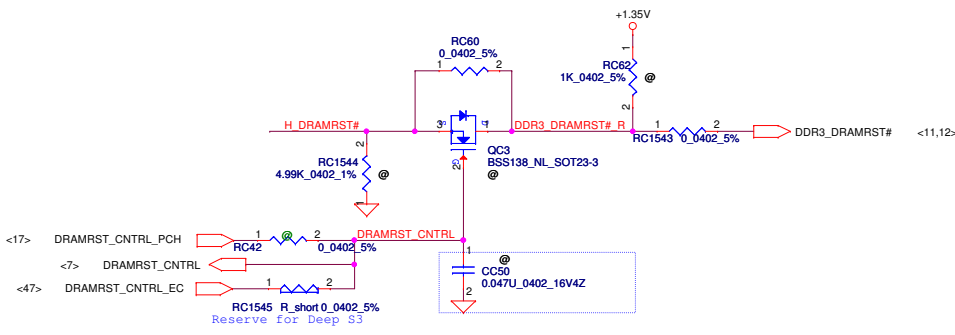 +1.35V
RC60
0_0402_5%
1 2
1
RC62
1K_0402_5% @
2
H_DRAMRST# 3 S D 1 DDR3_DRAMRST#_R 1 2 DDR3_DRAMRST# <11,12>
RC1543 0_0402_5%
2
G
2
QC3
BSS138_NL_SOT23-3
@
RC1544
4.99K_0402_1% @
1
<17> DRAMRST_CNTRL_PCH 1 @ 2 DRAMRST_CNTRL
RC42 0_0402_5%
<7> DRAMRST_CNTRL
1 @
CC50
0.047U_0402_16V4Z
2
<47> DRAMRST_CNTRL_EC 1 2
RC1545 R_short 0_0402_5%
Reserve for Deep S3